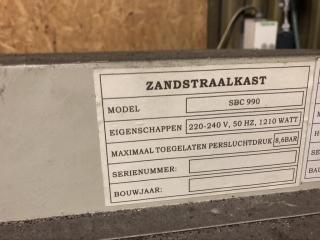 ZANDSTRAALKAST
MODEL SBC 990
EIGENSCHAPPEN 220-240 V, 50 HZ, 1210 WATT
MAXIMAAL TOEGELATEN PERSLUCHTDRUK 8,6BAR
SERIENUMMER:
BOUWJAAR: